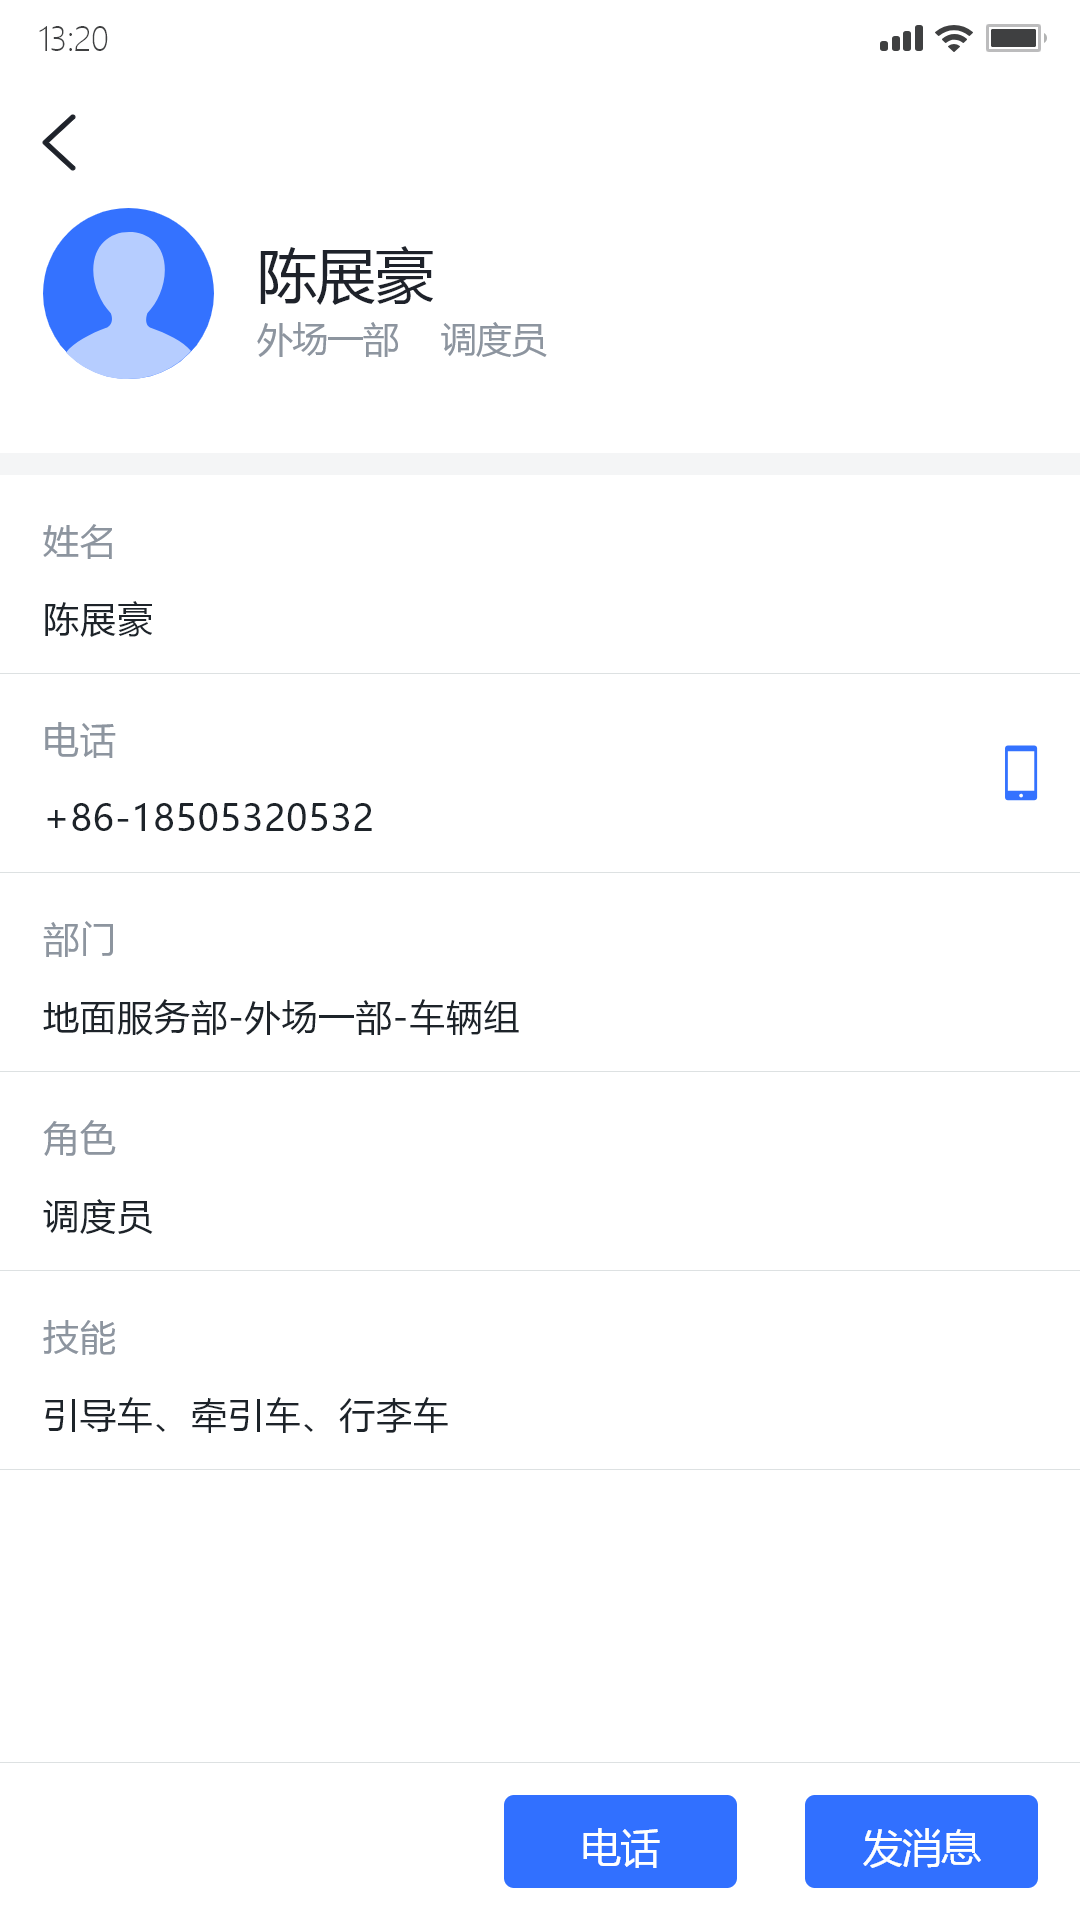 13:20
陈展豪
外场一部 调度员
姓名
陈展豪
电话
+86-18505320532
部门
地面服务部-外场一部-车辆组
角色
调度员
技能
引导车、牵引车、行李车
电话 发消息